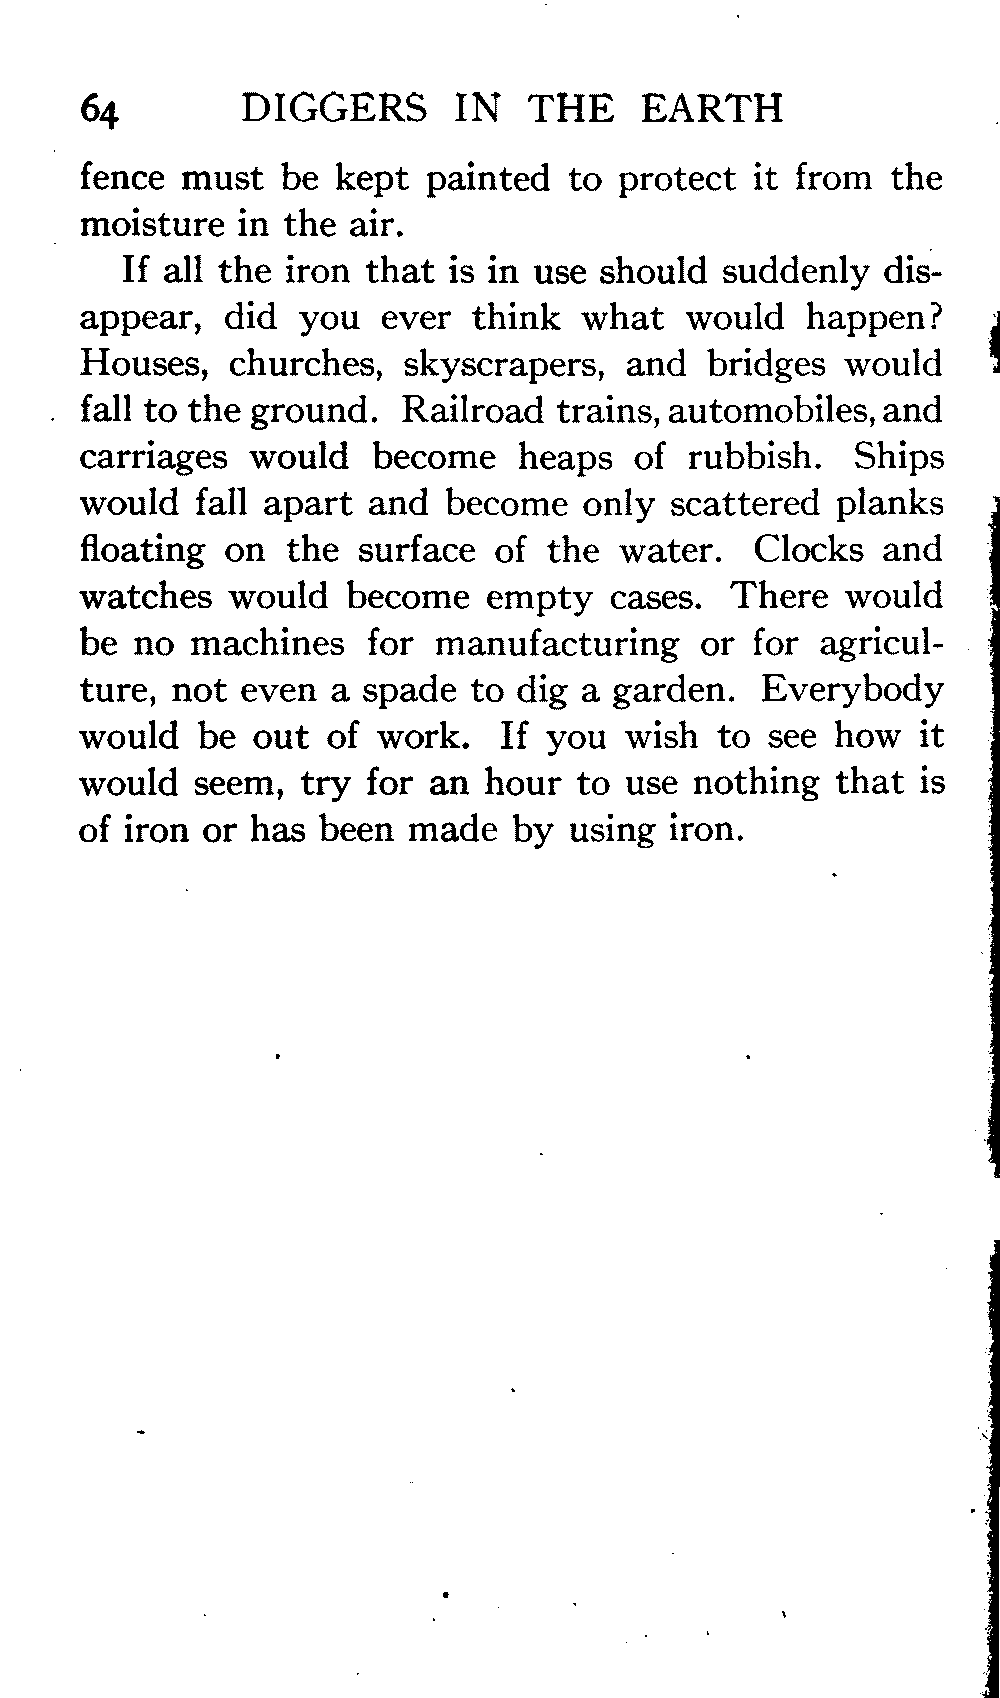 64 DIGGERS IN THE EARTH
fence must be kept painted to protect it from the
moisture in the air.
If all the iron that is in use should suddenly dis-
appear, did you ever think what would happen?
Houses, churches, skyscrapers, and bridges would
fall to the ground. Railroad trains, automobiles, and
carriages would become heaps of rubbish. Ships
would fall apart and become only scattered planks
floating on the surface of the water. Clocks and
watches would become empty cases. There would
be no machines for manufacturing or for agricul-
ture, not even a spade to dig a garden. Everybody
would be out of work. If you wish to see how it
would seem, try for an hour to use nothing that is
of iron or has been made by using iron.